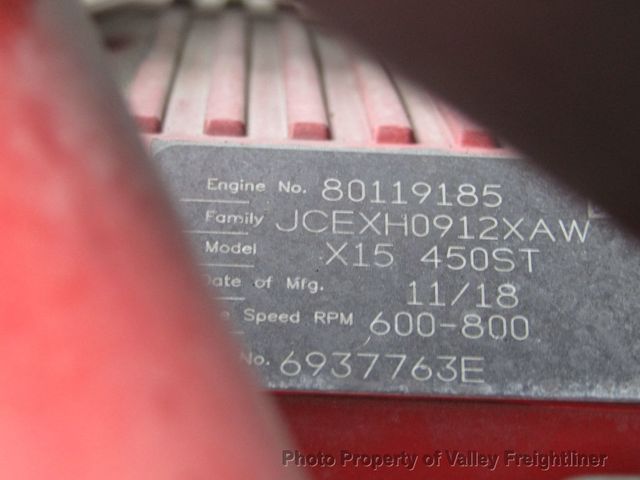 Engine No. 80119185
Family JCEXH0912XAW
Model X15 450ST
Date of Mfg. 11/18
Speed RPM 600-800
No. 6937763E
Photo Property of Valley Freightliner